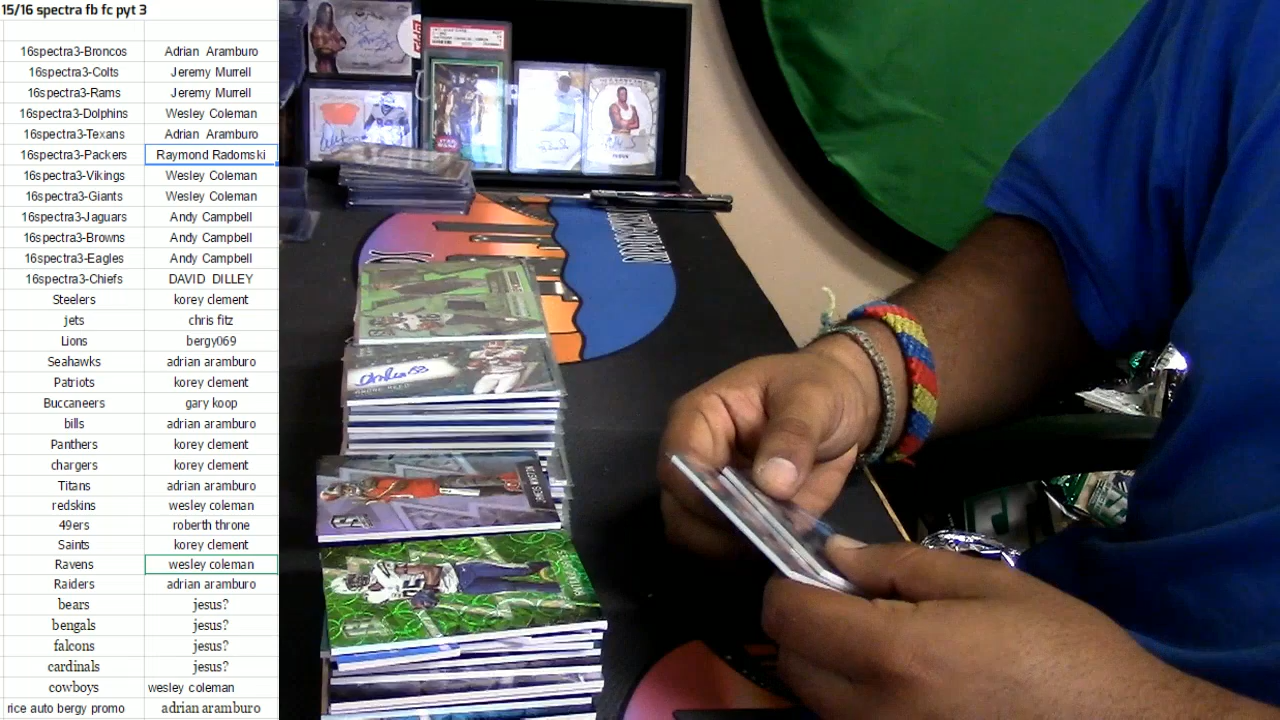 15/16 spectra fb fc pyt 3
16spectra3-Broncos Adrian Aramburo
16spectra3-Colts Jeremy Murrell
16spectra3-Rams Jeremy Murrell
16spectra3-Dolphins Wesley Coleman
16spectra3-Texans Adrian Aramburo
16spectra3-Packers Raymond Radomski
16spectra3-Vikings Wesley Coleman
16spectra3-Giants Wesley Coleman
16spectra3-Jaguars Andy Campbell
16spectra3-Browns Andy Campbell
16spectra3-Eagles Andy Campbell
16spectra3-Chiefs DAVID DILLEY
Steelers korey clement
jets chris fitz
Lions bergy069
Seahawks adrian aramburo
Patriots korey clement
Buccaneers gary koop
bills adrian aramburo
Panthers korey clement
chargers korey clement
Titans adrian aramburo
redskins wesley coleman
49ers roberth throne
Saints korey clement
Ravens wesley coleman
Raiders adrian aramburo
bears jesus?
bengals jesus?
falcons jesus?
cardinals jesus?
cowboys wesley coleman
rice auto bergy promo adrian aramburo
JAMEIS WINSTON